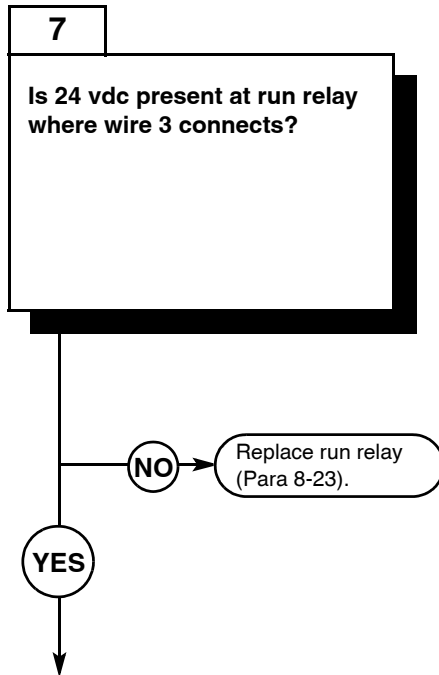 7
Is 24 vdc present at run relay
where wire 3 connects?
NO
Replace run relay
(Para 8-23).
YES